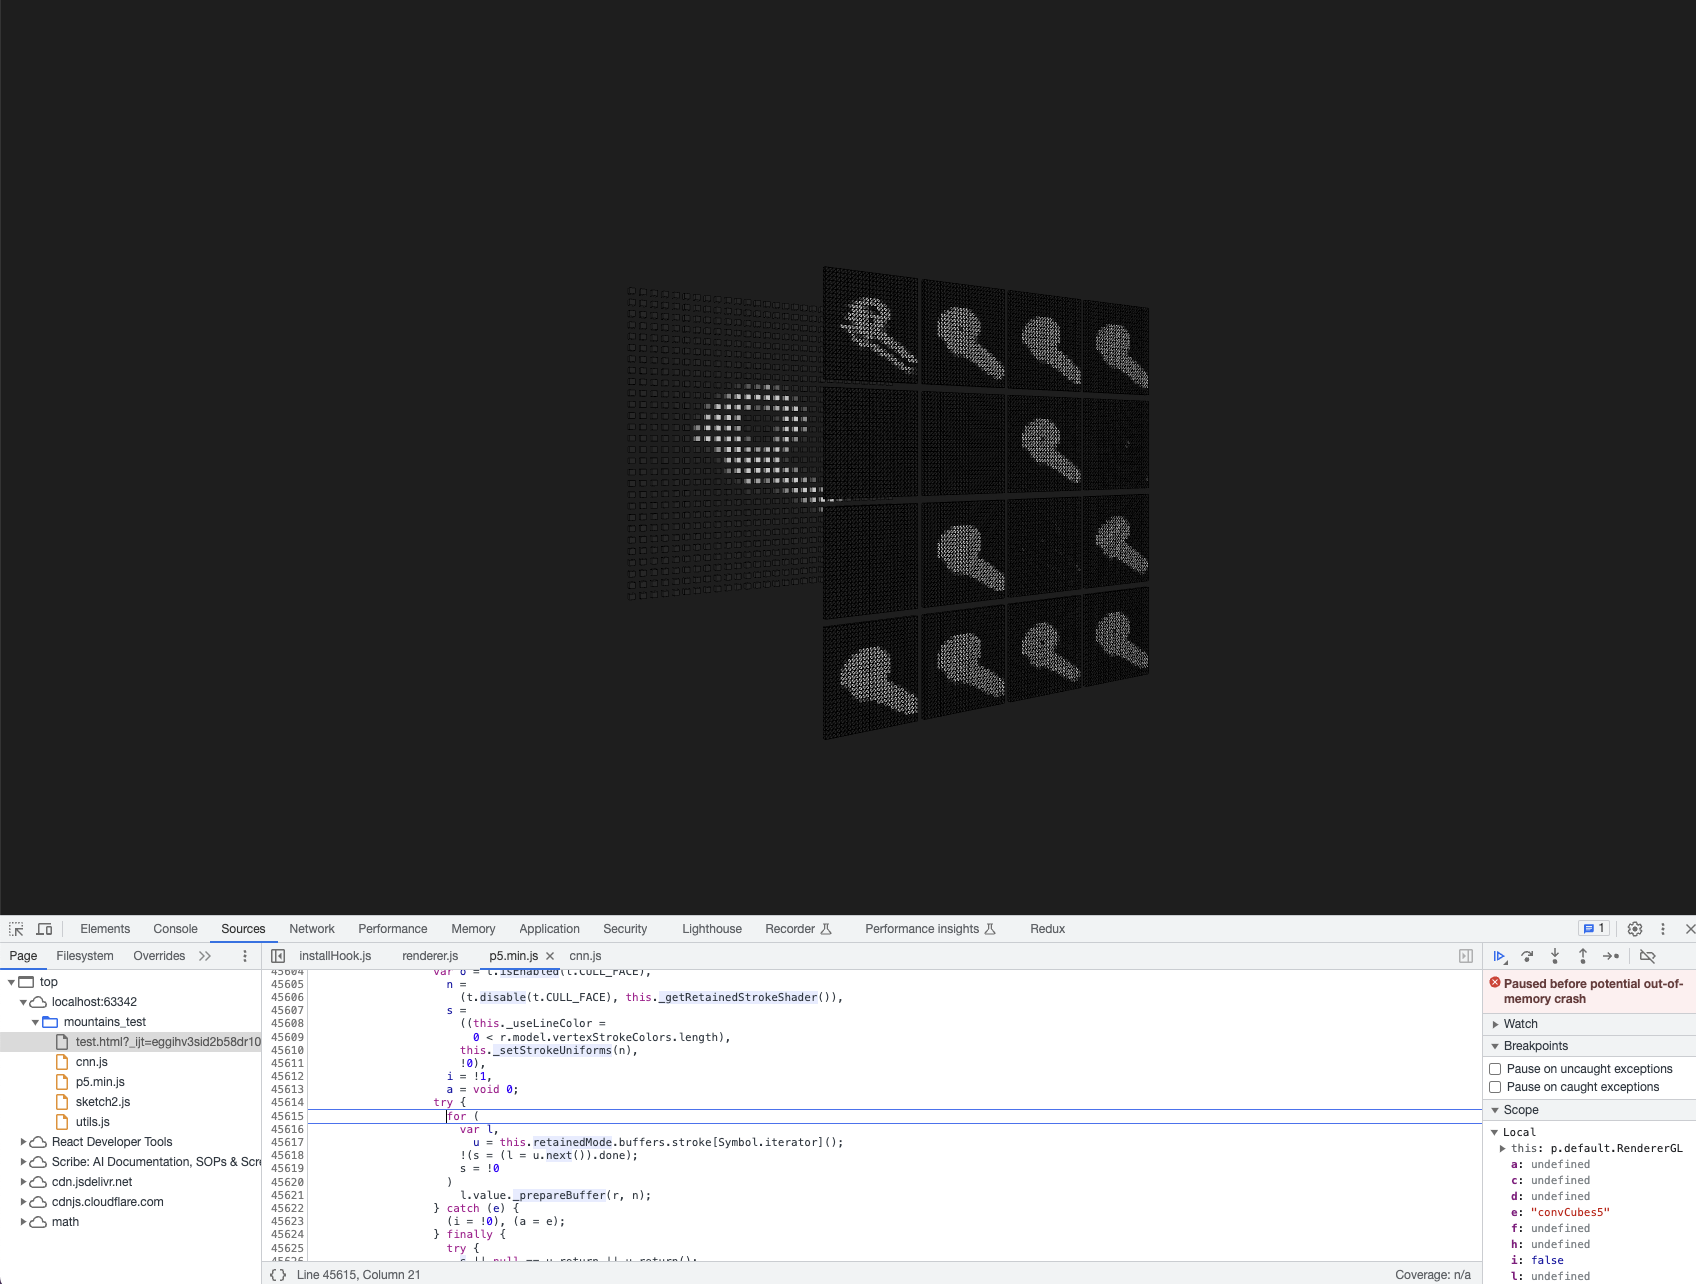 Elements Console Sources Network Performance Memory Application Security Lighthouse Recorder Performance insights Redux 1
Page Filesystem Overrides
installHook.js renderer.js p5.min.js cnn.js
top
localhost:63342
mountains_test
test.html?_ijt=eggihv3sid2b58dr10
cnn.js
p5.min.js
sketch2.js
utils.js
React Developer Tools
Scribe: AI Documentation, SOPs & Scre
cdn.jsdelivr.net
cdnjs.cloudflare.com
math
45604 var o = t.isEnabled(t.CULL_FACE),
45605 n =
45606 (t.disable(t.CULL_FACE), this._getRetainedStrokeShader()),
45607 s =
45608 ((this._useLineColor =
45609 0 < r.model.vertexStrokeColors.length),
45610 this._setStrokeUniforms(n),
45611 !0),
45612 i = !1,
45613 a = void 0;
45614 try {
45615 for (
45616 var l,
45617 u = this.retainedMode.buffers.stroke[Symbol.iterator]();
45618 !(s = (l = u.next()).done);
45619 s = !0
45620 )
45621 l.value._prepareBuffer(r, n);
45622 } catch (e) {
45623 (i = !0), (a = e);
45624 } finally {
45625 try {
45626 s || null == u.return || u.return();
{} Line 45615, Column 21
Coverage: n/a
Paused before potential out-of-
memory crash
Watch
Breakpoints
Pause on uncaught exceptions
Pause on caught exceptions
Scope
Local
this: p.default.RendererGL
a: undefined
c: undefined
d: undefined
e: "convCubes5"
f: undefined
h: undefined
i: false
l: undefined